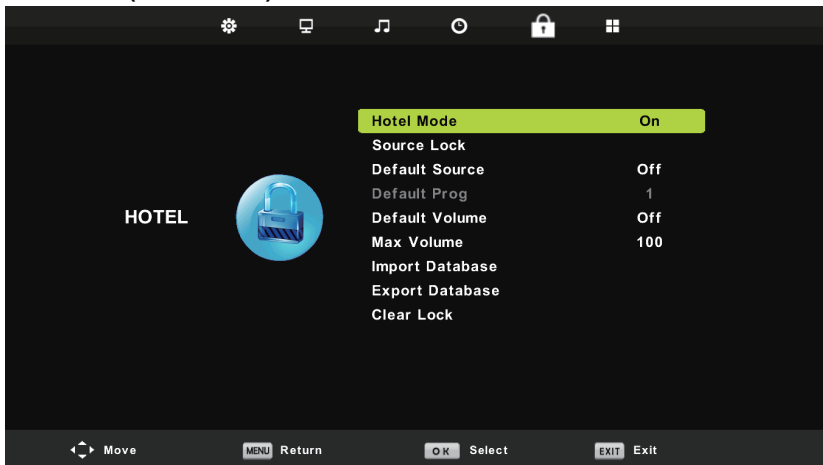 Hotel Mode On
Source Lock
Default Source Off
Default Prog 1
HOTEL
Default Volume Off
Max Volume 100
Import Database
Export Database
Clear Lock
Move MENU Return OK Select EXIT Exit